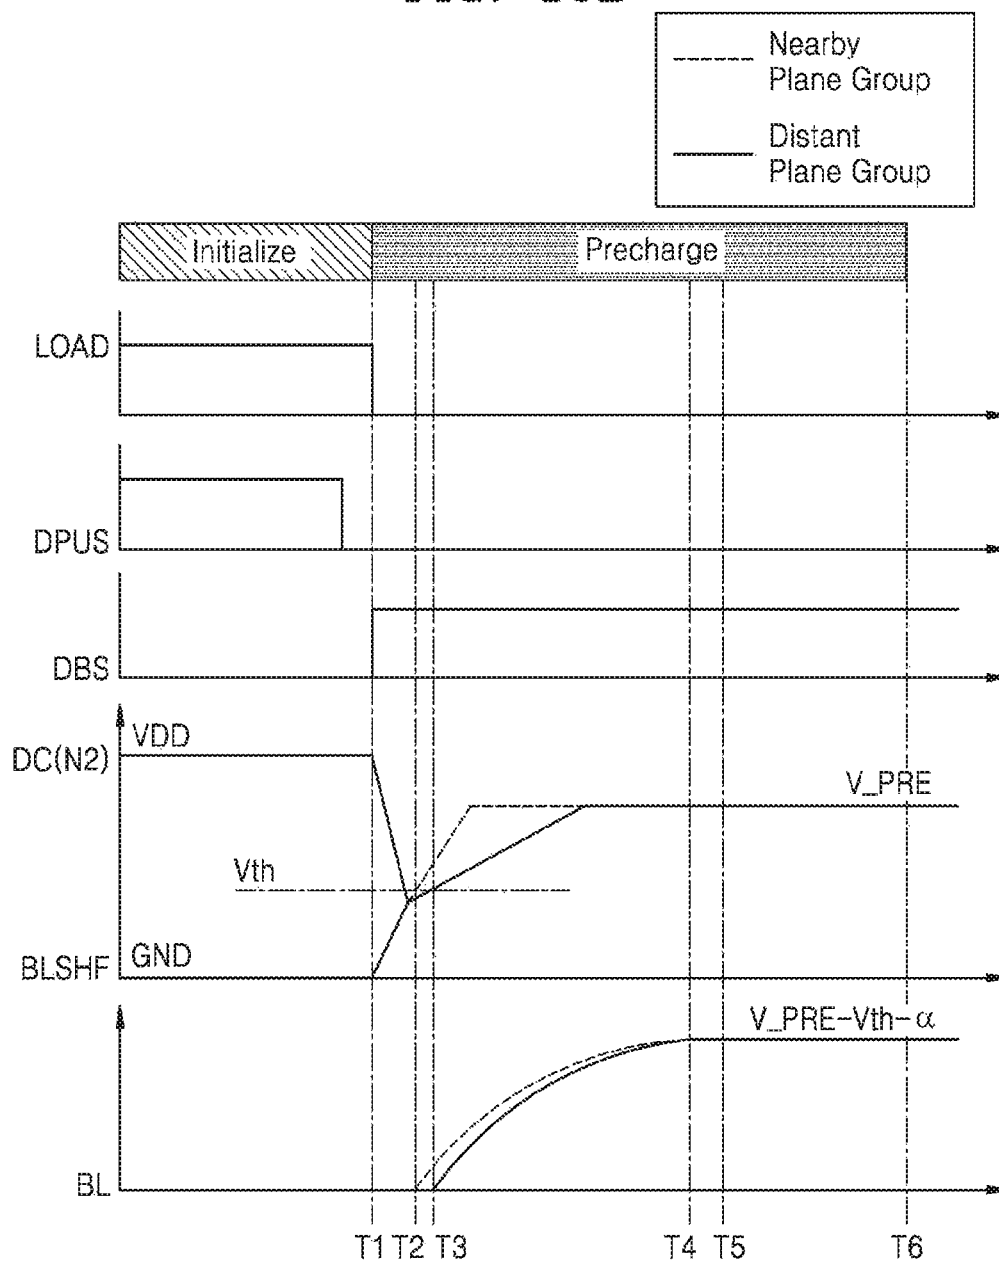 Nearby
Plane Group
Distant
Plane Group
Initialize
Precharge
LOAD
DPUS
DBS
VDD
DC(N2)
V_PRE
Vth
GND
BLSHF
V_PRE-Vth-α
BL
T1 T2 T3 T4 T5 T6